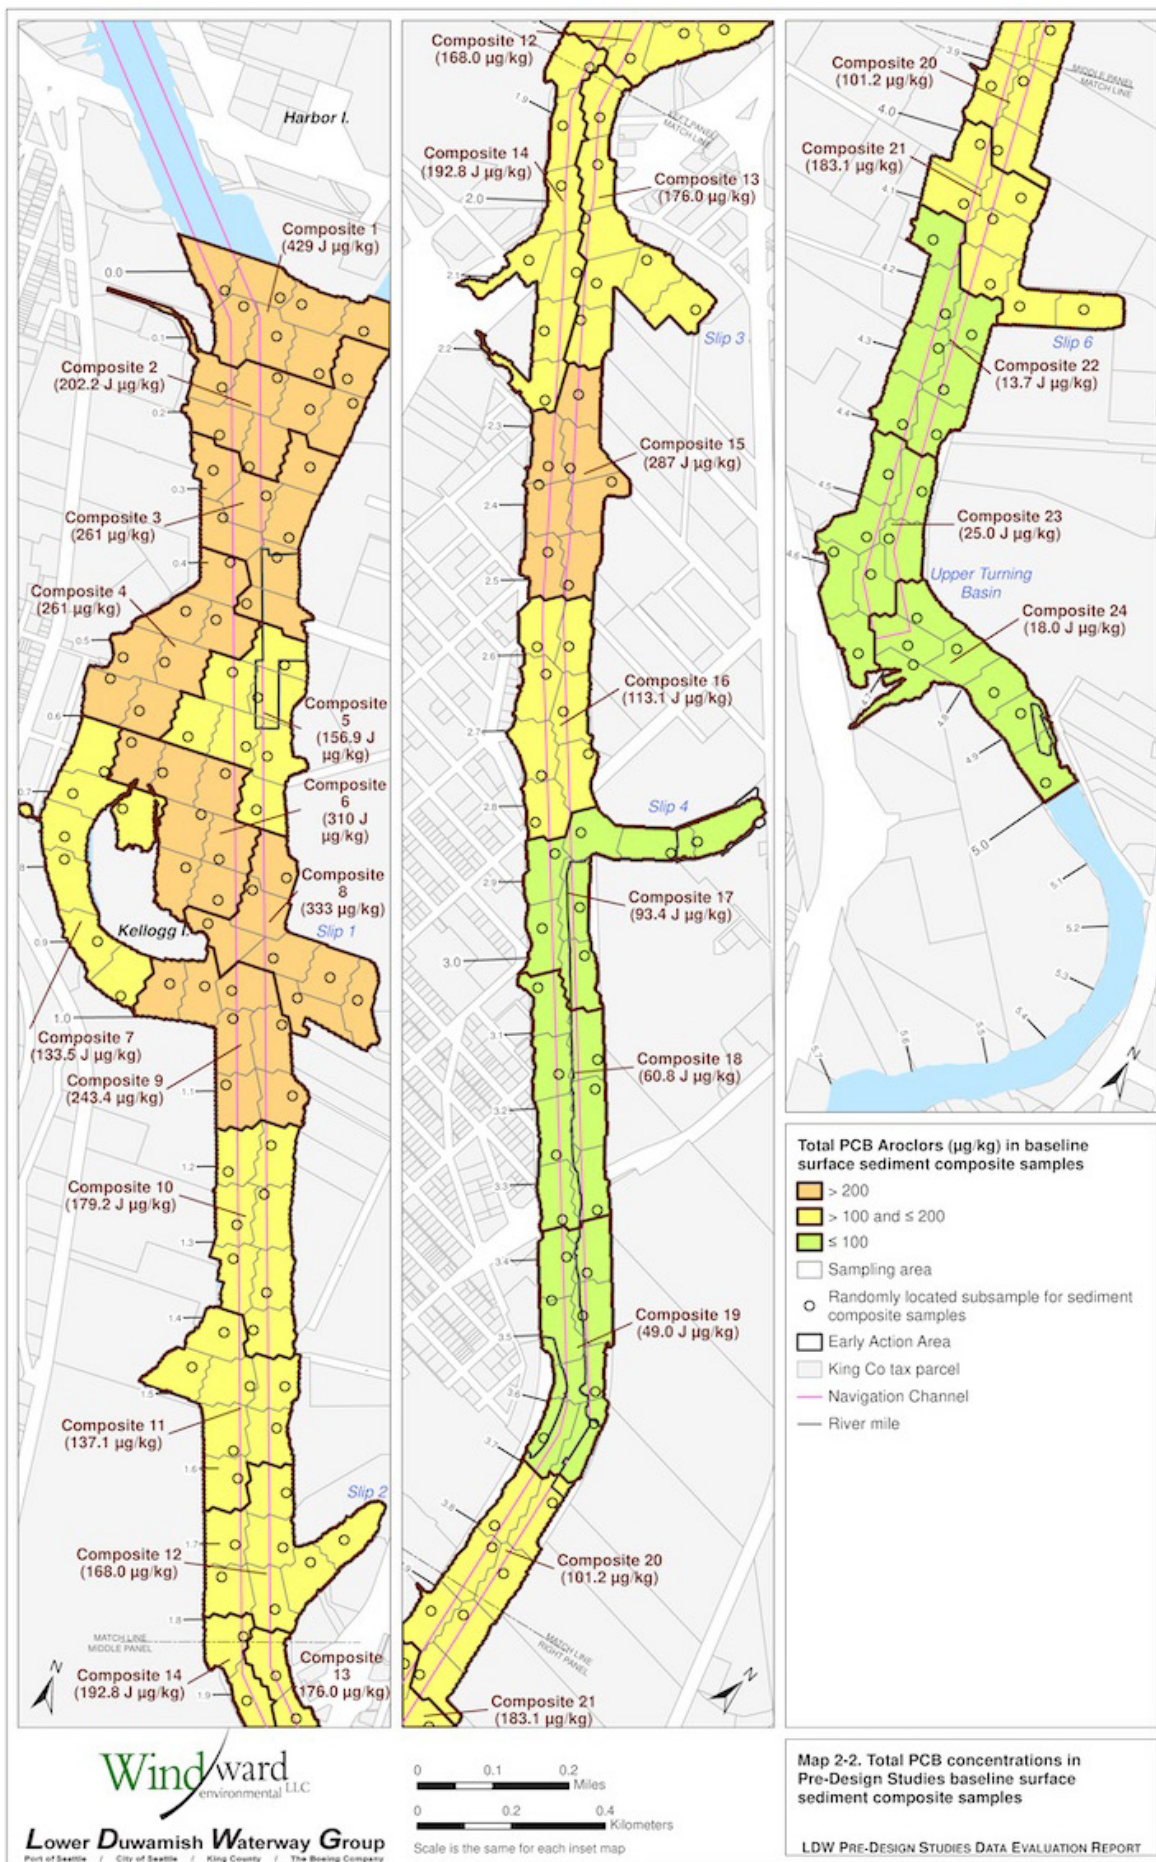 Harbor I.
Composite 1
(429 J µg/kg)
0.0
0.1
Composite 2
(202.2 J µg/kg)
0.2
0.3
Composite 3
(261 µg/kg)
0.4
Composite 4
(261 µg/kg)
0.5
0.6
Composite
5
(156.9 J
µg/kg)
Composite
6
(310 J
µg/kg)
0.7
Composite
8
(333 µg/kg)
Slip 1
Kellogg I.
0.9
1.0
Composite 7
(133.5 J µg/kg)
Composite 9
(243.4 µg/kg)
1.1
1.2
Composite 10
(179.2 J µg/kg)
1.3
1.4
1.5
Composite 11
(137.1 µg/kg)
1.6
Slip 2
1.7
Composite 12
(168.0 µg/kg)
1.8
MATCH LINE
MIDDLE PANEL
Composite 14
(192.8 J µg/kg)
Composite
13
(176.0 µg/kg)
1.9
N
Composite 12
(168.0 µg/kg)
1.9
LEFT PANEL
MATCH LINE
Composite 14
(192.8 J µg/kg)
Composite 13
(176.0 µg/kg)
2.0
2.1
2.2
Slip 3
2.3
Composite 15
(287 J µg/kg)
2.4
2.5
2.6
Composite 16
(113.1 µg/kg)
2.7
2.8
Slip 4
2.9
Composite 17
(93.4 J µg/kg)
3.0
3.1
Composite 18
(60.8 J µg/kg)
3.2
3.3
3.4
Composite 19
(49.0 J µg/kg)
3.5
3.6
3.7
3.8
Composite 20
(101.2 µg/kg)
MATCH LINE
RIGHT PANEL
Composite 21
(183.1 µg/kg)
N
3.9
Composite 20
(101.2 µg/kg)
MIDDLE PANEL
MATCH LINE
4.0
Composite 21
(183.1 µg/kg)
4.1
4.2
Slip 6
4.3
Composite 22
(13.7 J µg/kg)
4.4
4.5
Composite 23
(25.0 J µg/kg)
4.6
Upper Turning
Basin
Composite 24
(18.0 J µg/kg)
4.7
4.8
4.9
5.0
5.1
5.2
5.3
5.4
5.5
5.6
5.7
N
Total PCB Aroclors (µg/kg) in baseline
surface sediment composite samples
> 200
> 100 and ≤ 200
≤ 100
Sampling area
Randomly located subsample for sediment
composite samples
Early Action Area
King Co tax parcel
Navigation Channel
River mile
Windward
environmental LLC
Lower Duwamish Waterway Group
Port of Seattle / City of Seattle / King County / The Boeing Company
0 0.1 0.2
Miles
0 0.2 0.4
Kilometers
Scale is the same for each inset map
Map 2-2. Total PCB concentrations in
Pre-Design Studies baseline surface
sediment composite samples
LDW PRE-DESIGN STUDIES DATA EVALUATION REPORT